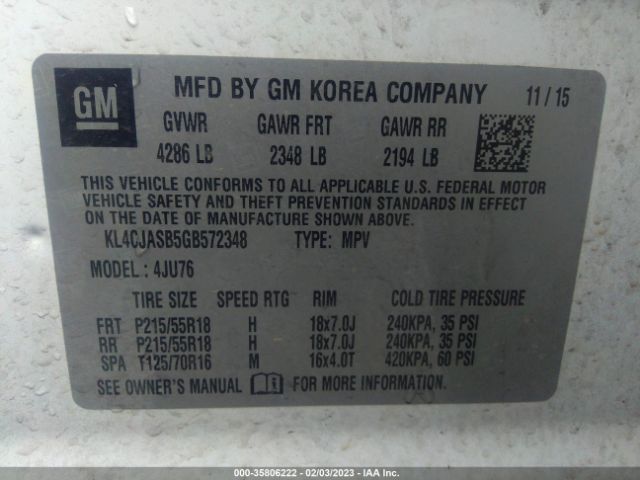 GM
MFD BY GM KOREA COMPANY 11 / 15
GVWR GAWR FRT GAWR RR
4286 LB 2348 LB 2194 LB
THIS VEHICLE CONFORMS TO ALL APPLICABLE U.S. FEDERAL MOTOR
VEHICLE SAFETY AND THEFT PREVENTION STANDARDS IN EFFECT
ON THE DATE OF MANUFACTURE SHOWN ABOVE.
KL4CJASB5GB572348 TYPE: MPV
MODEL : 4JU76
TIRE SIZE SPEED RTG RIM COLD TIRE PRESSURE
FRT P215/55R18 H 18x7.0J 240KPA, 35 PSI
RR P215/55R18 H 18x7.0J 240KPA, 35 PSI
SPA T125/70R16 M 16x4.0T 420KPA, 60 PSI
SEE OWNER'S MANUAL FOR MORE INFORMATION.
000-35806222 - 02/03/2023 - IAA Inc.